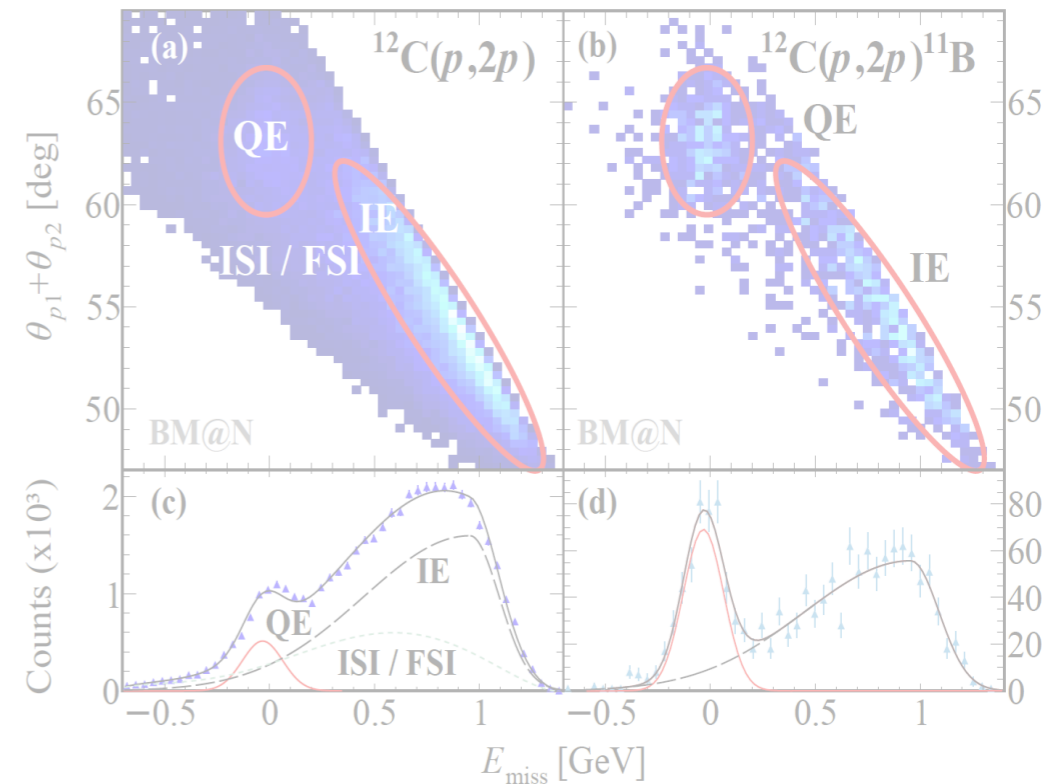 (a)
¹²C(p,2p)
QE
IE
ISI / FSI
BM@N
(b)
¹²C(p,2p)¹¹B
QE
IE
BM@N
65
60
55
50
65
60
55
50
θp1+θp2 [deg]
(c)
IE
QE
ISI / FSI
(d)
2
1
0
80
60
40
20
0
Counts (x10³)
−0.5 0 0.5 1
−0.5 0 0.5 1
Emiss [GeV]